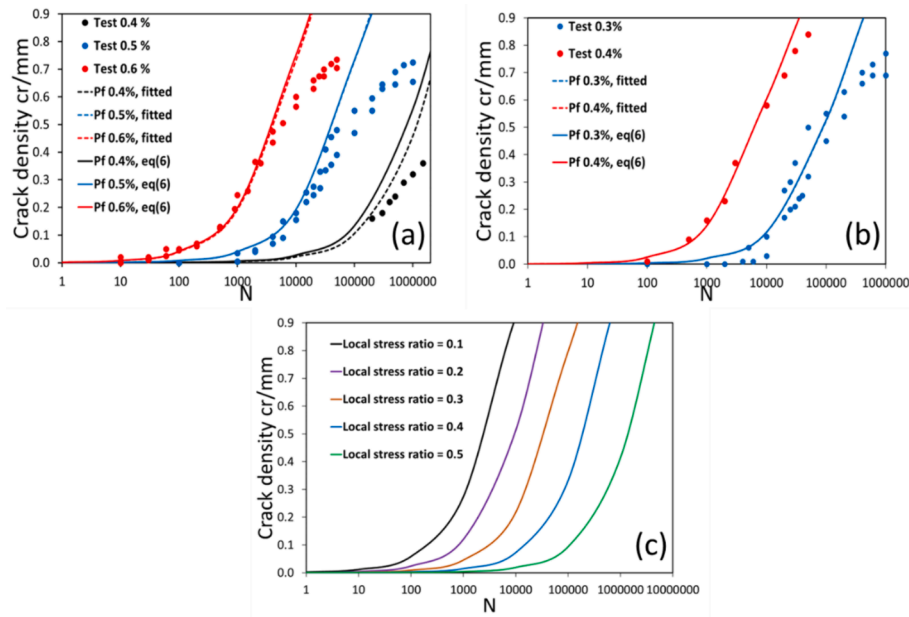 Crack density cr/mm
0.9
0.8
0.7
0.6
0.5
0.4
0.3
0.2
0.1
0.0
Test 0.4 %
Test 0.5 %
Test 0.6 %
Pf 0.4%, fitted
Pf 0.5%, fitted
Pf 0.6%, fitted
Pf 0.4%, eq(6)
Pf 0.5%, eq(6)
Pf 0.6%, eq(6)
(a)
1 10 100 1000 10000 100000 1000000
N
Crack density cr/mm
0.9
0.8
0.7
0.6
0.5
0.4
0.3
0.2
0.1
0.0
Test 0.3%
Test 0.4%
Pf 0.3%, fitted
Pf 0.4%, fitted
Pf 0.3%, eq(6)
Pf 0.4%, eq(6)
(b)
1 10 100 1000 10000 100000 1000000
N
Crack density cr/mm
0.9
0.8
0.7
0.6
0.5
0.4
0.3
0.2
0.1
0.0
Local stress ratio = 0.1
Local stress ratio = 0.2
Local stress ratio = 0.3
Local stress ratio = 0.4
Local stress ratio = 0.5
(c)
1 10 100 1000 10000 100000 1000000 10000000
N